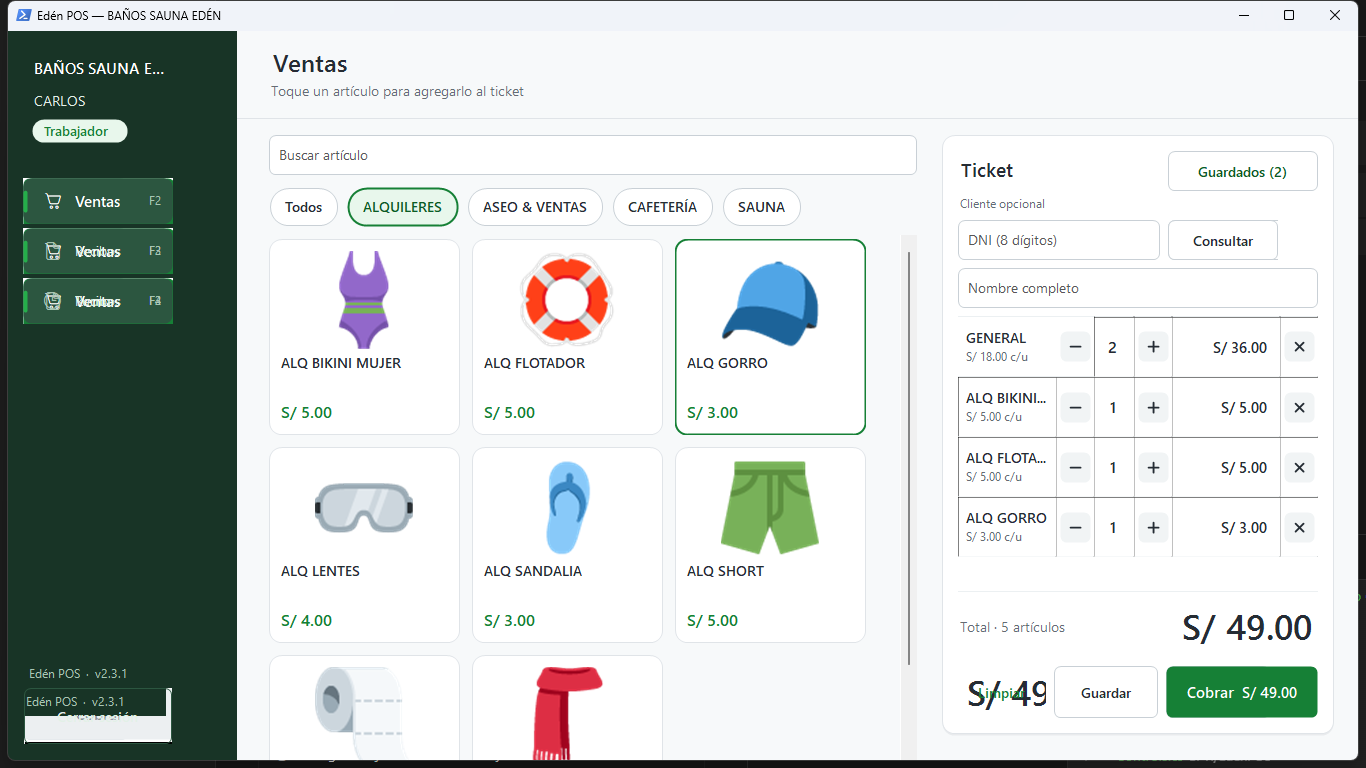 Edén POS — BAÑOS SAUNA EDÉN
BAÑOS SAUNA E...
CARLOS
Trabajador
Ventas F2
Ventas
Ventas
Edén POS · v2.3.1
Edén POS · v2.3.1
Ventas
Toque un artículo para agregarlo al ticket
Buscar artículo
Todos ALQUILERES ASEO & VENTAS CAFETERÍA SAUNA
ALQ BIKINI MUJER
S/ 5.00
ALQ FLOTADOR
S/ 5.00
ALQ GORRO
S/ 3.00
ALQ LENTES
S/ 4.00
ALQ SANDALIA
S/ 3.00
ALQ SHORT
S/ 5.00
Ticket
Guardados (2)
Cliente opcional
DNI (8 dígitos)
Consultar
Nombre completo
GENERAL
S/ 18.00 c/u
− 2 + S/ 36.00 ×
ALQ BIKINI...
S/ 5.00 c/u
− 1 + S/ 5.00 ×
ALQ FLOTA...
S/ 5.00 c/u
− 1 + S/ 5.00 ×
ALQ GORRO
S/ 3.00 c/u
− 1 + S/ 3.00 ×
Total · 5 artículos
S/ 49.00
S/ 49
Limpiar
Guardar
Cobrar S/ 49.00